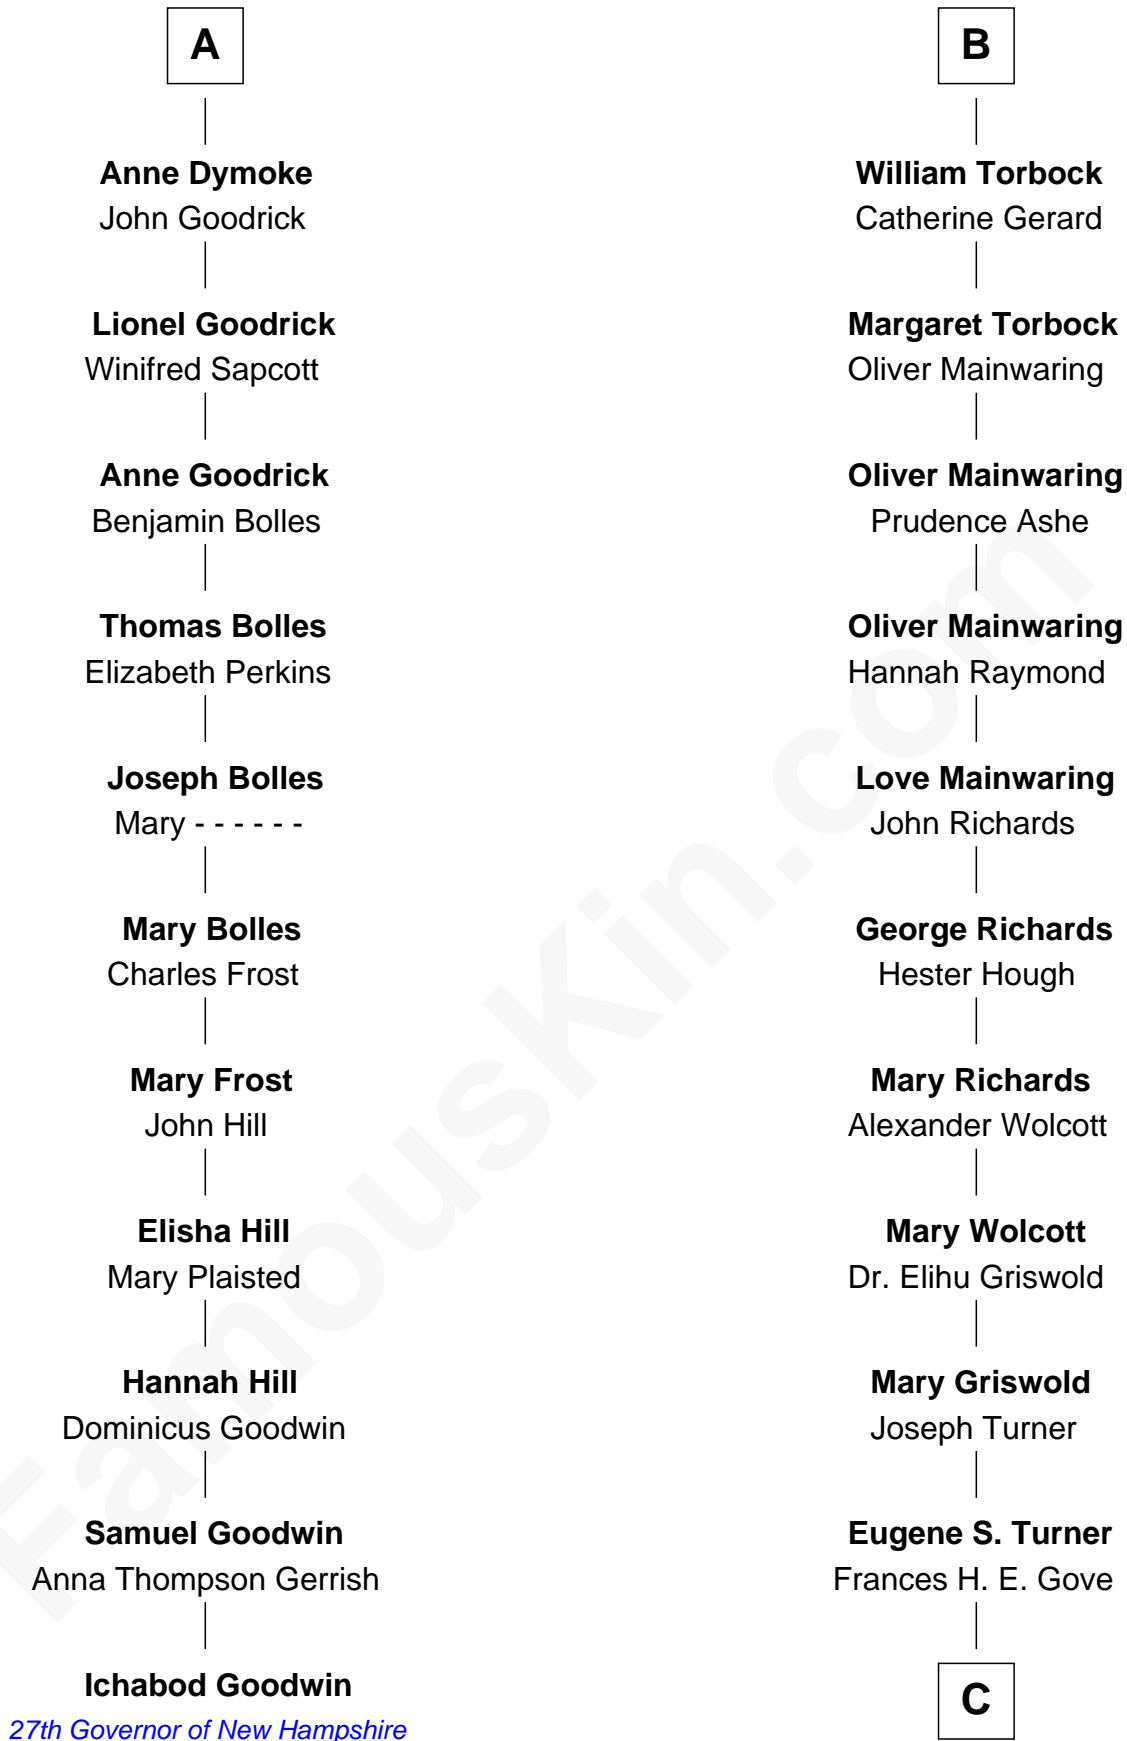 A
Anne Dymoke
John Goodrick
Lionel Goodrick
Winifred Sapcott
Anne Goodrick
Benjamin Bolles
Thomas Bolles
Elizabeth Perkins
Joseph Bolles
Mary - - - - - -
Mary Bolles
Charles Frost
Mary Frost
John Hill
Elisha Hill
Mary Plaisted
Hannah Hill
Dominicus Goodwin
Samuel Goodwin
Anna Thompson Gerrish
Ichabod Goodwin
27th Governor of New Hampshire
B
William Torbock
Catherine Gerard
Margaret Torbock
Oliver Mainwaring
Oliver Mainwaring
Prudence Ashe
Oliver Mainwaring
Hannah Raymond
Love Mainwaring
John Richards
George Richards
Hester Hough
Mary Richards
Alexander Wolcott
Mary Wolcott
Dr. Elihu Griswold
Mary Griswold
Joseph Turner
Eugene S. Turner
Frances H. E. Gove
C
FamousKin.com